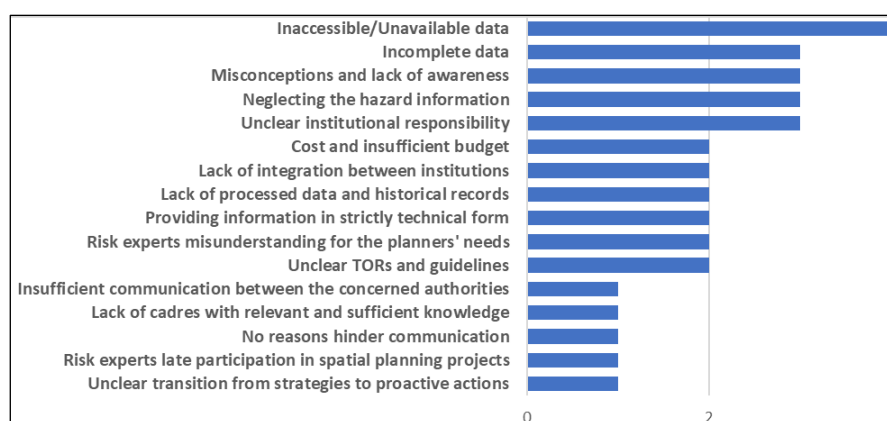 Inaccessible/Unavailable data
Incomplete data
Misconceptions and lack of awareness
Neglecting the hazard information
Unclear institutional responsibility
Cost and insufficient budget
Lack of integration between institutions
Lack of processed data and historical records
Providing information in strictly technical form
Risk experts misunderstanding for the planners' needs
Unclear TORs and guidelines
Insufficient communication between the concerned authorities
Lack of cadres with relevant and sufficient knowledge
No reasons hinder communication
Risk experts late participation in spatial planning projects
Unclear transition from strategies to proactive actions
0 2